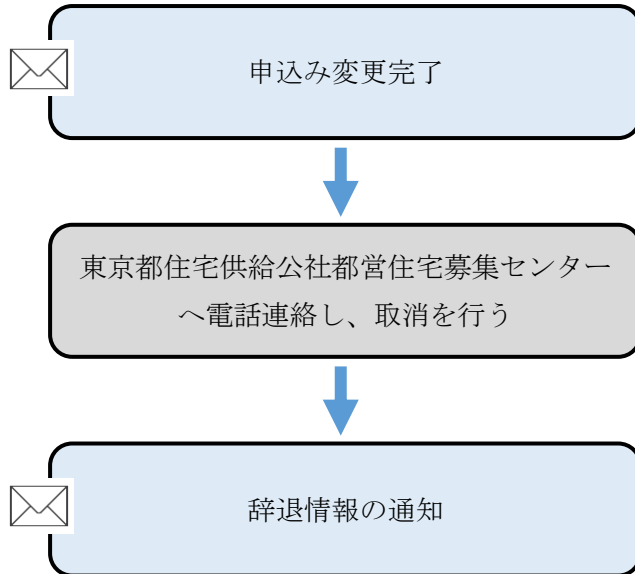 申込み変更完了
東京都住宅供給公社都営住宅募集センター
へ電話連絡し、取消を行う
辞退情報の通知